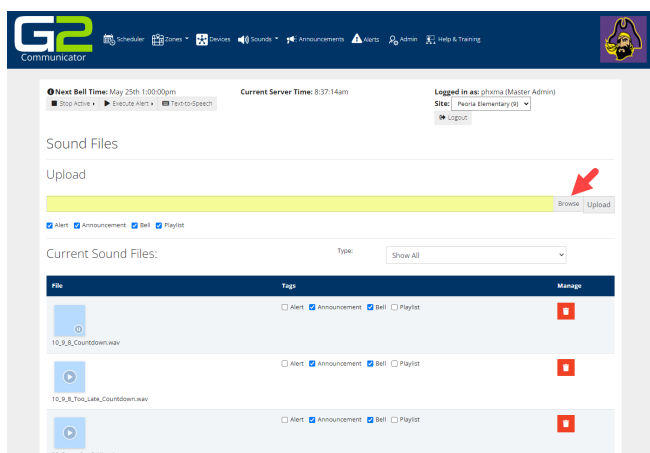 G2
Communicator
Scheduler Zones Devices Sounds Announcements Alerts Admin Help & Training
Next Bell Time: May 25th 1:00:00pm Current Server Time: 8:37:14am Logged in as: phxma (Master Admin)
Stop Active Execute Alert Text-to-Speech Site: Peoria Elementary (9)
Logout
Sound Files
Upload
Browse Upload
Alert Announcement Bell Playlist
Current Sound Files: Type: Show All
File Tags Manage
Alert Announcement Bell Playlist
10_9_8_Countdown.wav
Alert Announcement Bell Playlist
10_9_8_Too_Late_Countdown.wav
Alert Announcement Bell Playlist